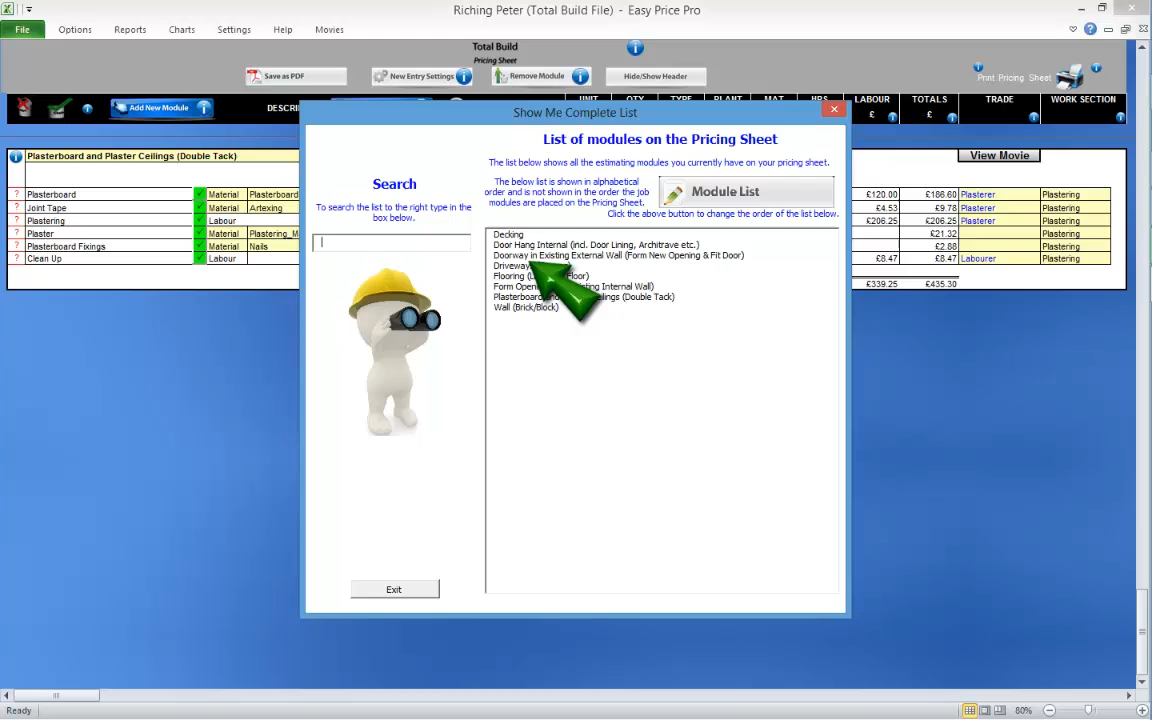 Riching Peter (Total Build File) - Easy Price Pro
File Options Reports Charts Settings Help Movies
Total Build
Pricing Sheet
Save as PDF New Entry Settings Remove Module Hide/Show Header Print Pricing Sheet
Add New Module DESCRI UNIT QTY TYPE PLANT MAT HRS LABOUR TOTALS TRADE WORK SECTION
£ £
Show Me Complete List
Plasterboard and Plaster Ceilings (Double Tack) View Movie
? Plasterboard Material Plasterboard £120.00 £186.60 Plasterer Plastering
? Joint Tape Material Artexing £4.53 £9.78 Plasterer Plastering
? Plastering Labour £206.25 £206.25 Plasterer Plastering
? Plaster Material Plastering_M £21.32 Plastering
? Plasterboard Fixings Material Nails £2.88 Plastering
? Clean Up Labour £8.47 £8.47 Labourer Plastering
£339.25 £435.30
List of modules on the Pricing Sheet
The list below shows all the estimating modules you currently have on your pricing sheet.
The below list is shown in alphabetical
order and is not shown in the order the job
modules are placed on the Pricing Sheet.
Module List
Click the above button to change the order of the list below.
Search
To search the list to the right type in the
box below.
Decking
Door Hang Internal (incl. Door Lining, Architrave etc.)
Doorway in Existing External Wall (Form New Opening & Fit Door)
Driveway
Flooring
Form Existing Internal Wall)
Plasterboard Ceilings (Double Tack)
Wall (Brick/Block)
Exit
Ready 80%